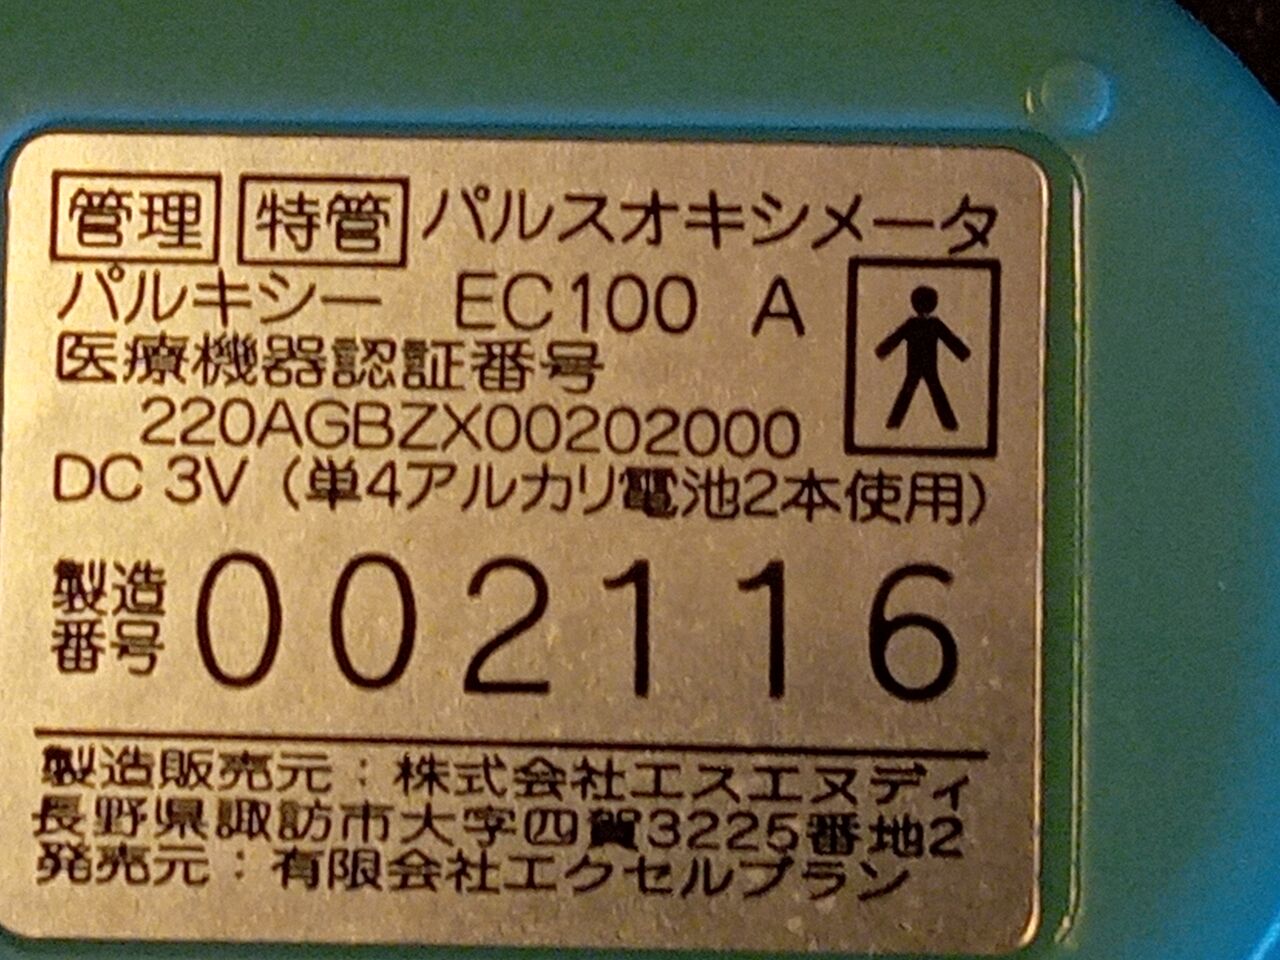 管理 特管 パルスオキシメータ
パルキシー EC100 A
医療機器認証番号
220AGBZX00202000
DC 3V (単4アルカリ電池2本使用)
製造番号 002116
製造販売元:株式会社エスエヌディ
長野県諏訪市大字四賀3225番地2
発売元:有限会社エクセルプラン